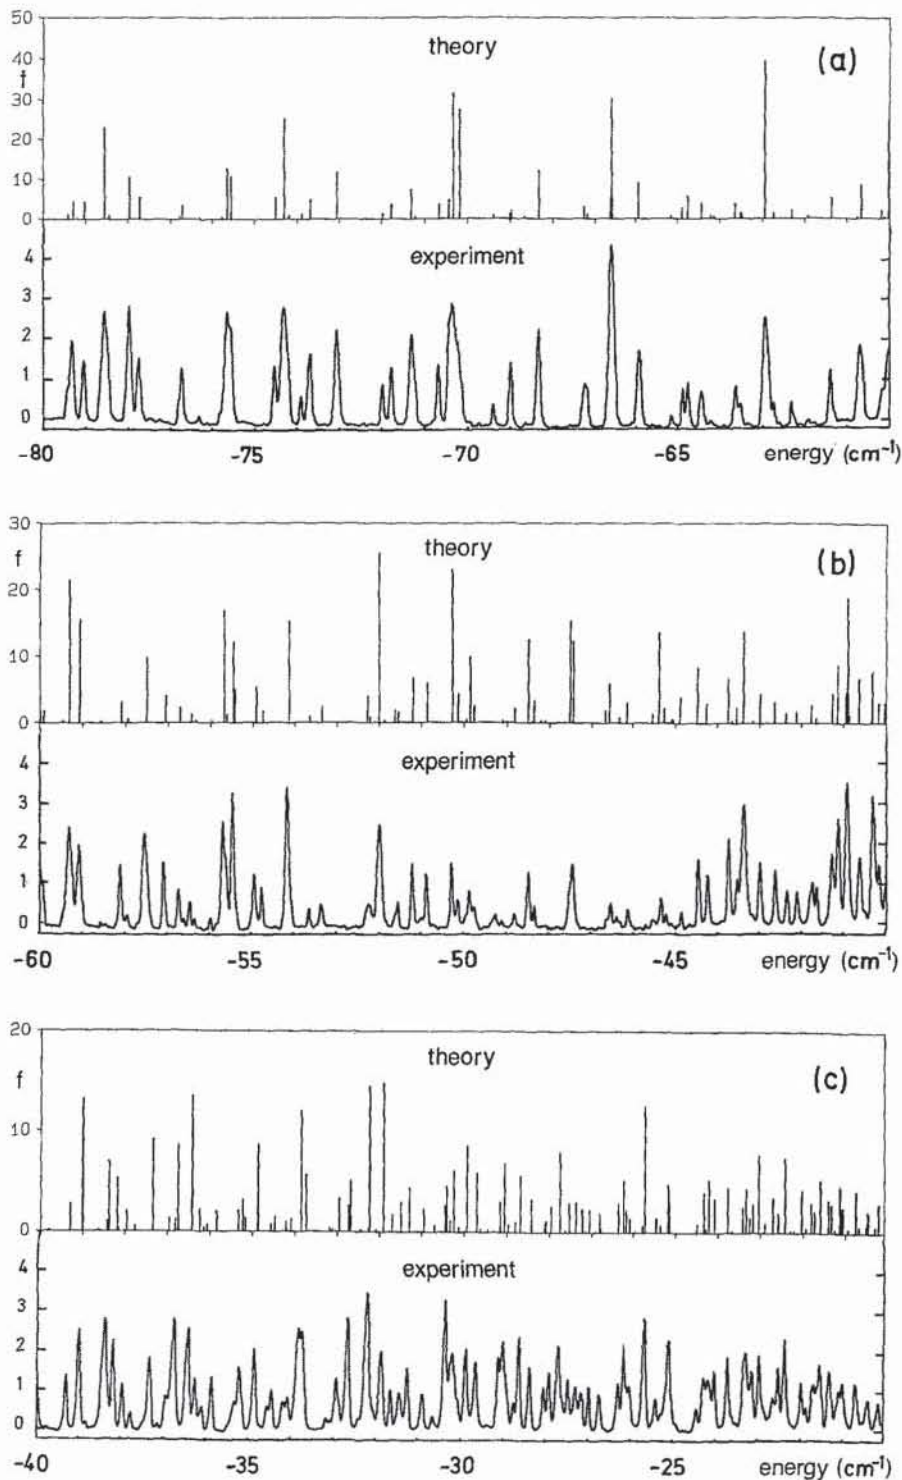 50
theory
(a)
40
f
30
20
10
0
experiment
4
3
2
1
0
-80 -75 -70 -65 energy (cm-1)
30
f
theory
(b)
20
10
0
experiment
4
3
2
1
0
-60 -55 -50 -45 energy (cm-1)
20
theory
f
(c)
10
0
experiment
4
3
2
1
0
-40 -35 -30 -25 energy (cm-1)